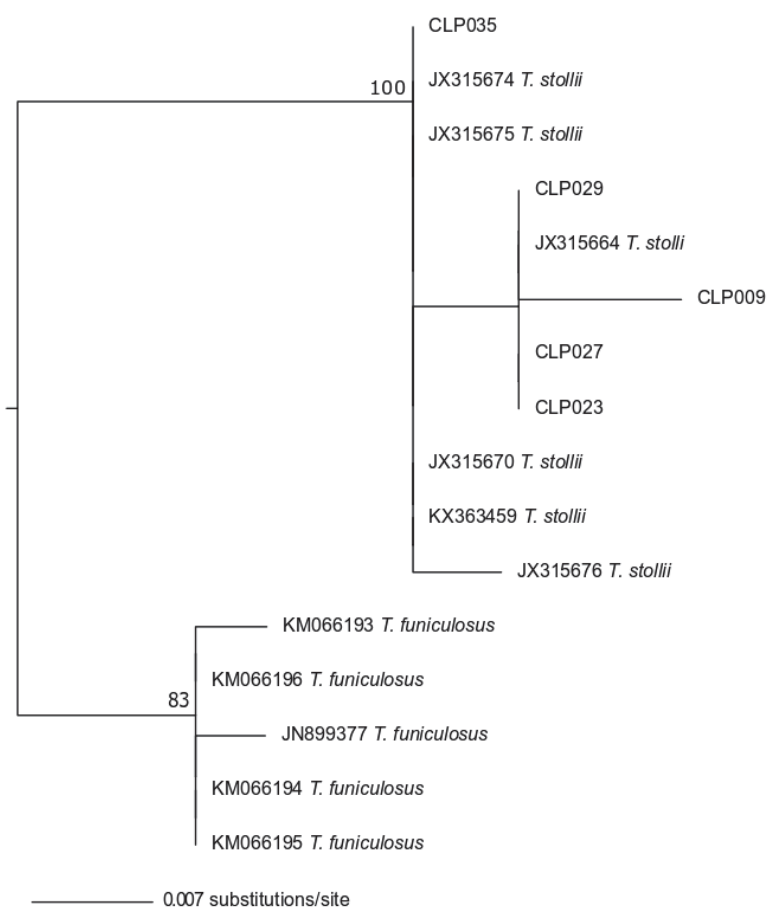 CLP035
100
JX315674 T. stollii
JX315675 T. stollii
CLP029
JX315664 T. stolli
CLP009
CLP027
CLP023
JX315670 T. stollii
KX363459 T. stollii
JX315676 T. stollii
KM066193 T. funiculosus
KM066196 T. funiculosus
83
JN899377 T. funiculosus
KM066194 T. funiculosus
KM066195 T. funiculosus
0.007 substitutions/site